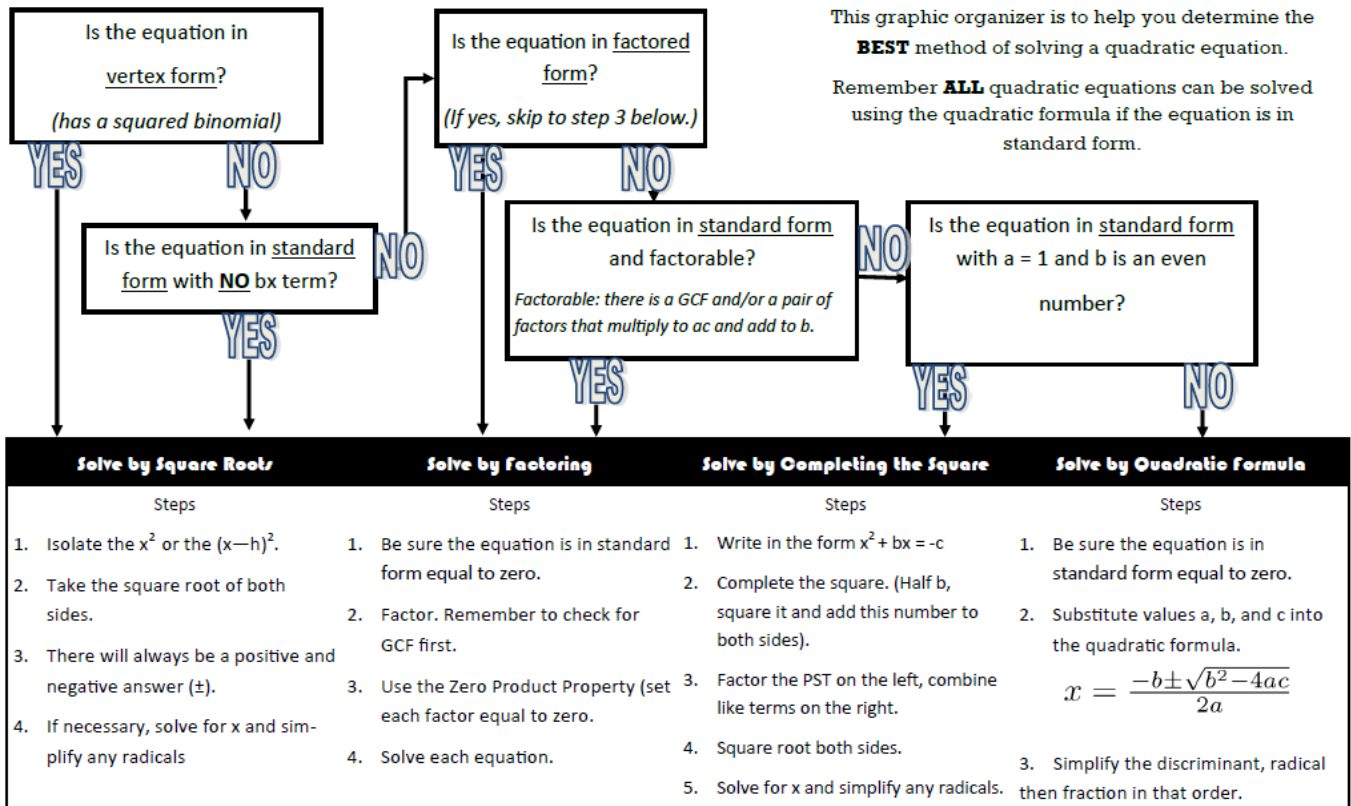 Is the equation in
vertex form?
(has a squared binomial)
YES
NO
Is the equation in standard
form with NO bx term?
YES
NO
Is the equation in factored
form?
(If yes, skip to step 3 below.)
YES
NO
Is the equation in standard form
and factorable?
Factorable: there is a GCF and/or a pair of
factors that multiply to ac and add to b.
YES
NO
Is the equation in standard form
with a = 1 and b is an even
number?
YES
NO
This graphic organizer is to help you determine the
BEST method of solving a quadratic equation.
Remember ALL quadratic equations can be solved
using the quadratic formula if the equation is in
standard form.
Solve by Square Roots
Steps
1. Isolate the x² or the (x—h)².
2. Take the square root of both
sides.
3. There will always be a positive and
negative answer (±).
4. If necessary, solve for x and sim-
plify any radicals
Solve by Factoring
Steps
1. Be sure the equation is in standard
form equal to zero.
2. Factor. Remember to check for
GCF first.
3. Use the Zero Product Property (set
each factor equal to zero.
4. Solve each equation.
Solve by Completing the Square
Steps
1. Write in the form x² + bx = -c
2. Complete the square. (Half b,
square it and add this number to
both sides).
3. Factor the PST on the left, combine
like terms on the right.
4. Square root both sides.
5. Solve for x and simplify any radicals.
Solve by Quadratic Formula
Steps
1. Be sure the equation is in
standard form equal to zero.
2. Substitute values a, b, and c into
the quadratic formula.
x = (-b±√(b²-4ac))/(2a)
3. Simplify the discriminant, radical
then fraction in that order.